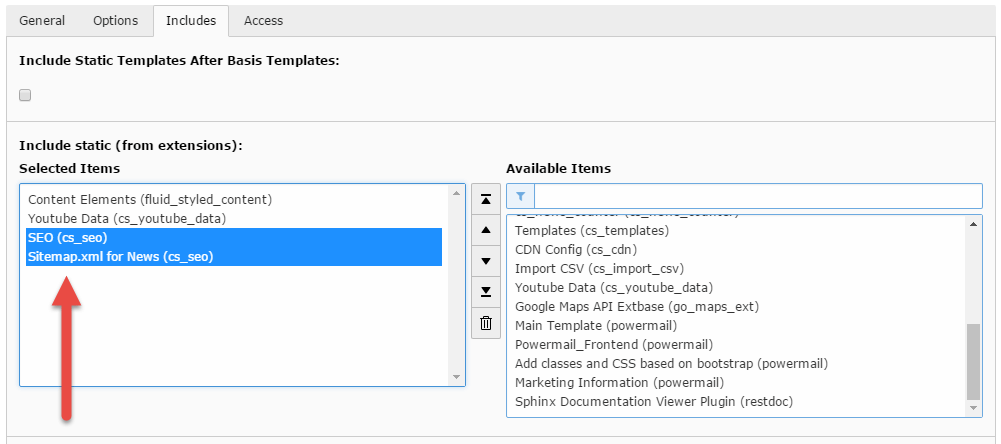 General Options Includes Access
Include Static Templates After Basis Templates:
Include static (from extensions):
Selected Items
Content Elements (fluid_styled_content)
Youtube Data (cs_youtube_data)
SEO (cs_seo)
Sitemap.xml for News (cs_seo)
Available Items
Templates (cs_templates)
CDN Config (cs_cdn)
Import CSV (cs_import_csv)
Youtube Data (cs_youtube_data)
Google Maps API Extbase (go_maps_ext)
Main Template (powermail)
Powermail_Frontend (powermail)
Add classes and CSS based on bootstrap (powermail)
Marketing Information (powermail)
Sphinx Documentation Viewer Plugin (restdoc)